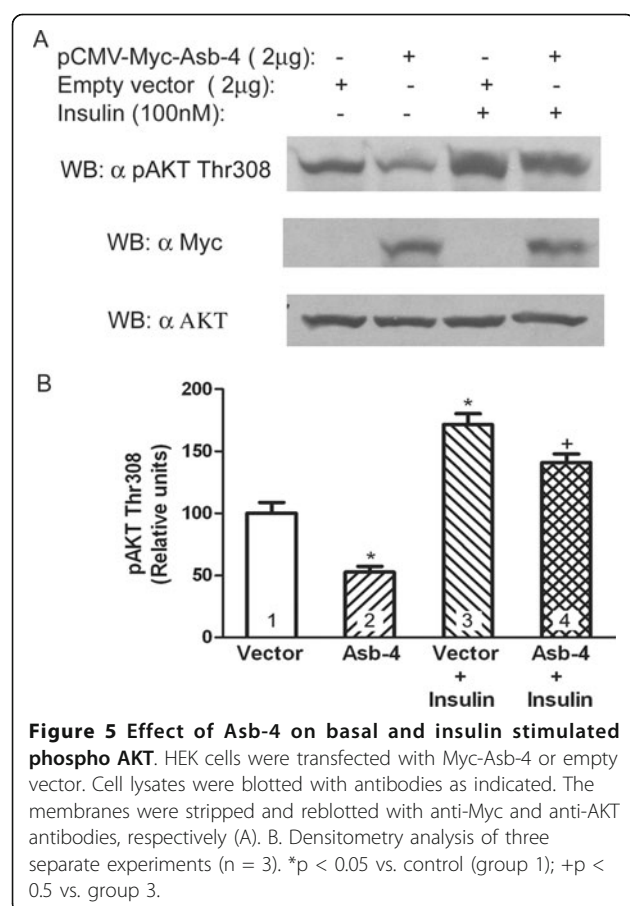 A
pCMV-Myc-Asb-4 ( 2µg): - + - +
Empty vector ( 2µg): + - + -
Insulin (100nM): - - + +
WB: α pAKT Thr308
WB: α Myc
WB: α AKT
B
pAKT Thr308
(Relative units)
200
150
100
50
0
* * +
1 2 3 4
Vector Asb-4 Vector + Insulin Asb-4 + Insulin
Figure 5 Effect of Asb-4 on basal and insulin stimulated
phospho AKT. HEK cells were transfected with Myc-Asb-4 or empty
vector. Cell lysates were blotted with antibodies as indicated. The
membranes were stripped and reblotted with anti-Myc and anti-AKT
antibodies, respectively (A). B. Densitometry analysis of three
separate experiments (n = 3). *p < 0.05 vs. control (group 1); +p <
0.5 vs. group 3.